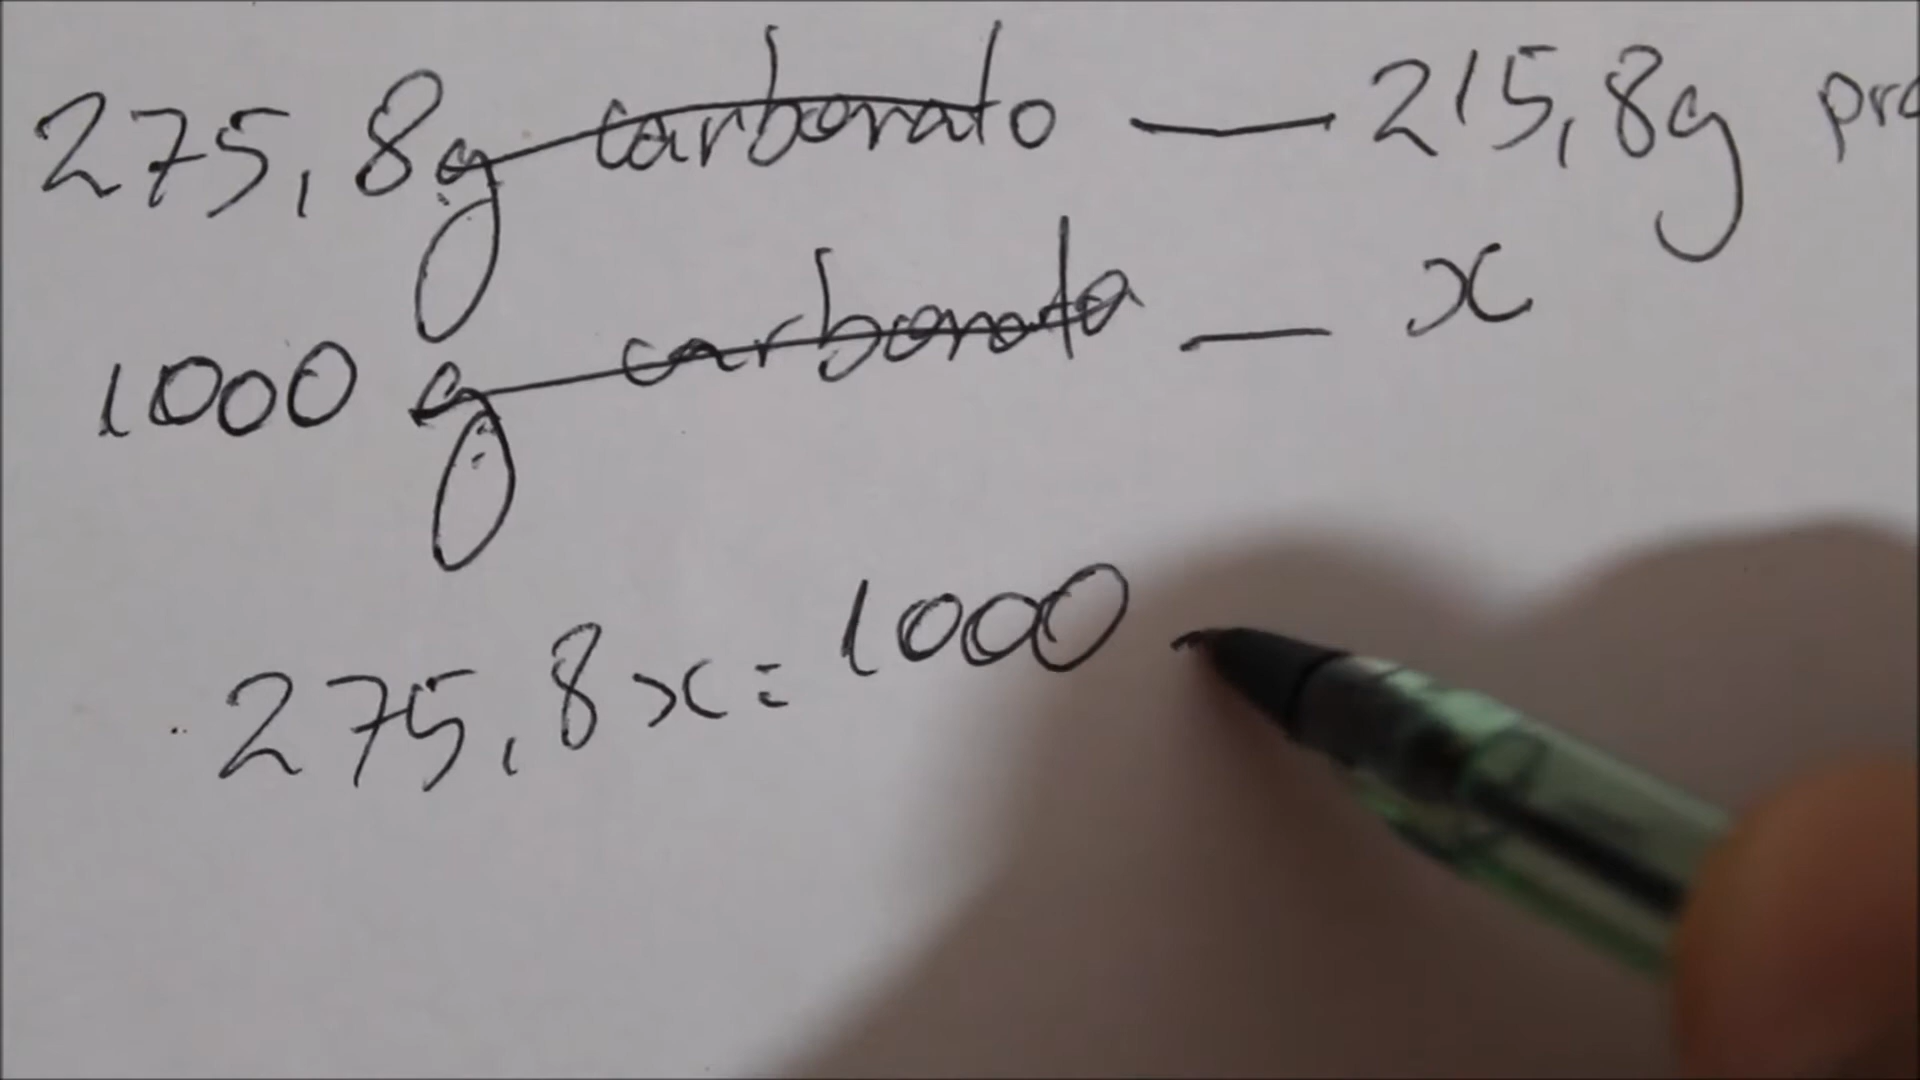 275,8g carbonato — 215,8g
1000 g carbonato — x
275,8x = 1000